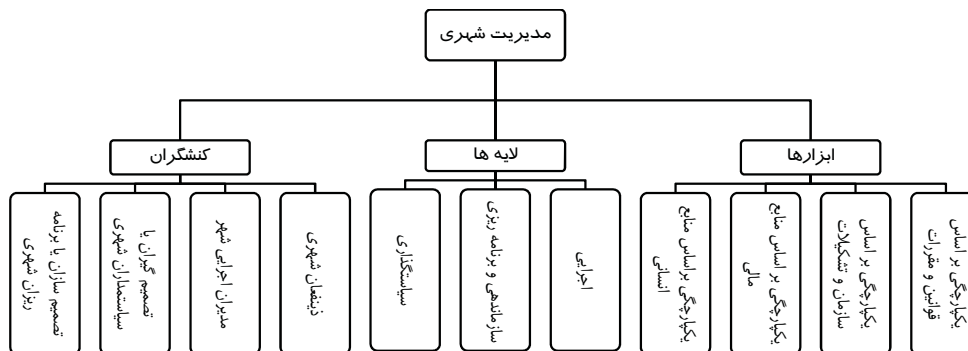 مدیریت شهری
ابزارها
لایه ها
کنشگران
یکپارچگی بر اساس
قوانین و مقررات
یکپارچگی بر اساس
سازمان و تشکیلات
یکپارچگی بر اساس منابع
مالی
یکپارچگی براساس منابع
انسانی
اجرایی
سازماندهی و برنامه ریزی
سیاستگذاری
ذینفعان شهری
مدیران اجرایی شهر
تصمیم گیران یا
سیاستمداران شهری
تصمیم سازان یا برنامه
ریزان شهری